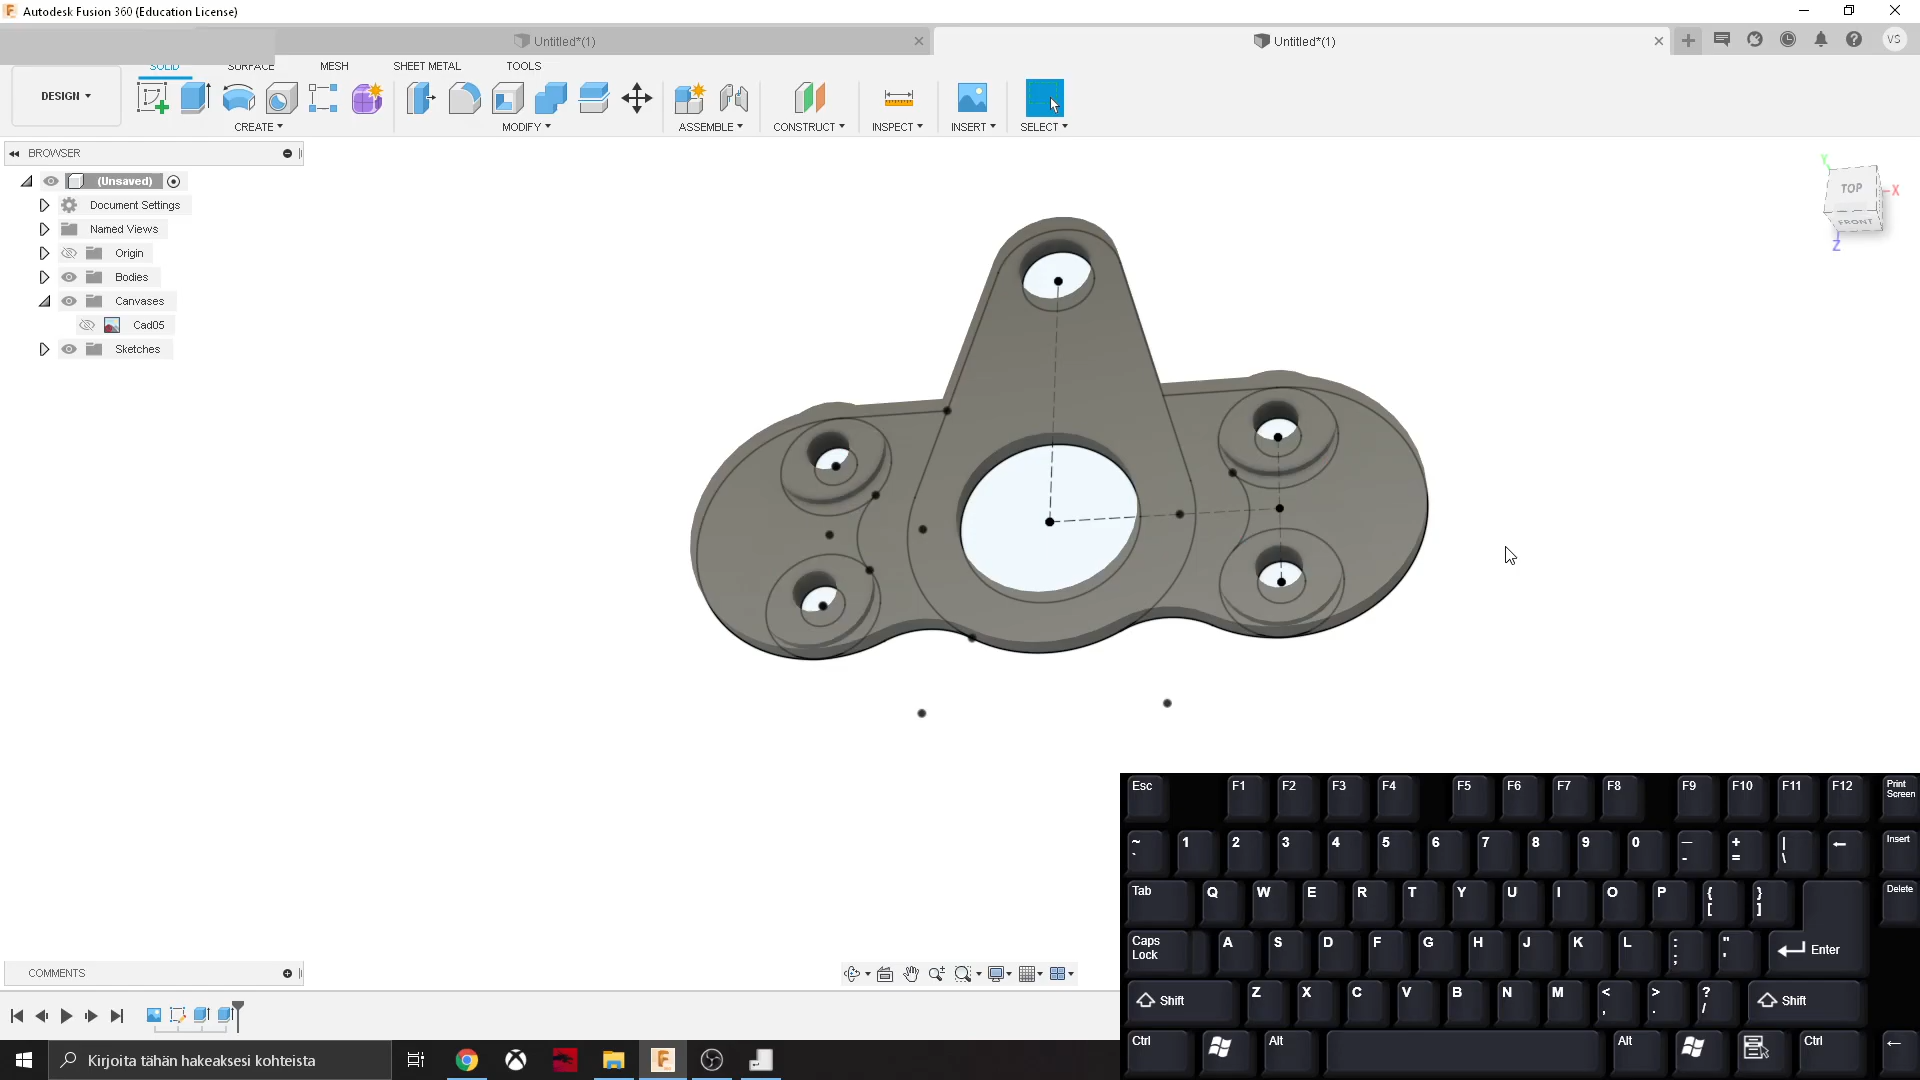 Autodesk Fusion 360 (Education License)
Untitled*(1)
Untitled*(1)
VS
SOLID
SURFACE
MESH
SHEET METAL
TOOLS
DESIGN
CREATE
MODIFY
ASSEMBLE
CONSTRUCT
INSPECT
INSERT
SELECT
BROWSER
(Unsaved)
Document Settings
Named Views
Origin
Bodies
Canvases
Cad05
Sketches
Y
TOP
X
FRONT
Z
Esc F1 F2 F3 F4 F5 F6 F7 F8 F9 F10 F11 F12 Print Screen
~ ` 1 2 3 4 5 6 7 8 9 0 — - + = | \ ← Insert
Tab Q W E R T Y U I O P { [ } ] Delete
Caps Lock A S D F G H J K L : ; " ' Enter
Shift Z X C V B N M < , > . ? / Shift
Ctrl Alt Alt Ctrl ←
COMMENTS
Kirjoita tähän hakeaksesi kohteista